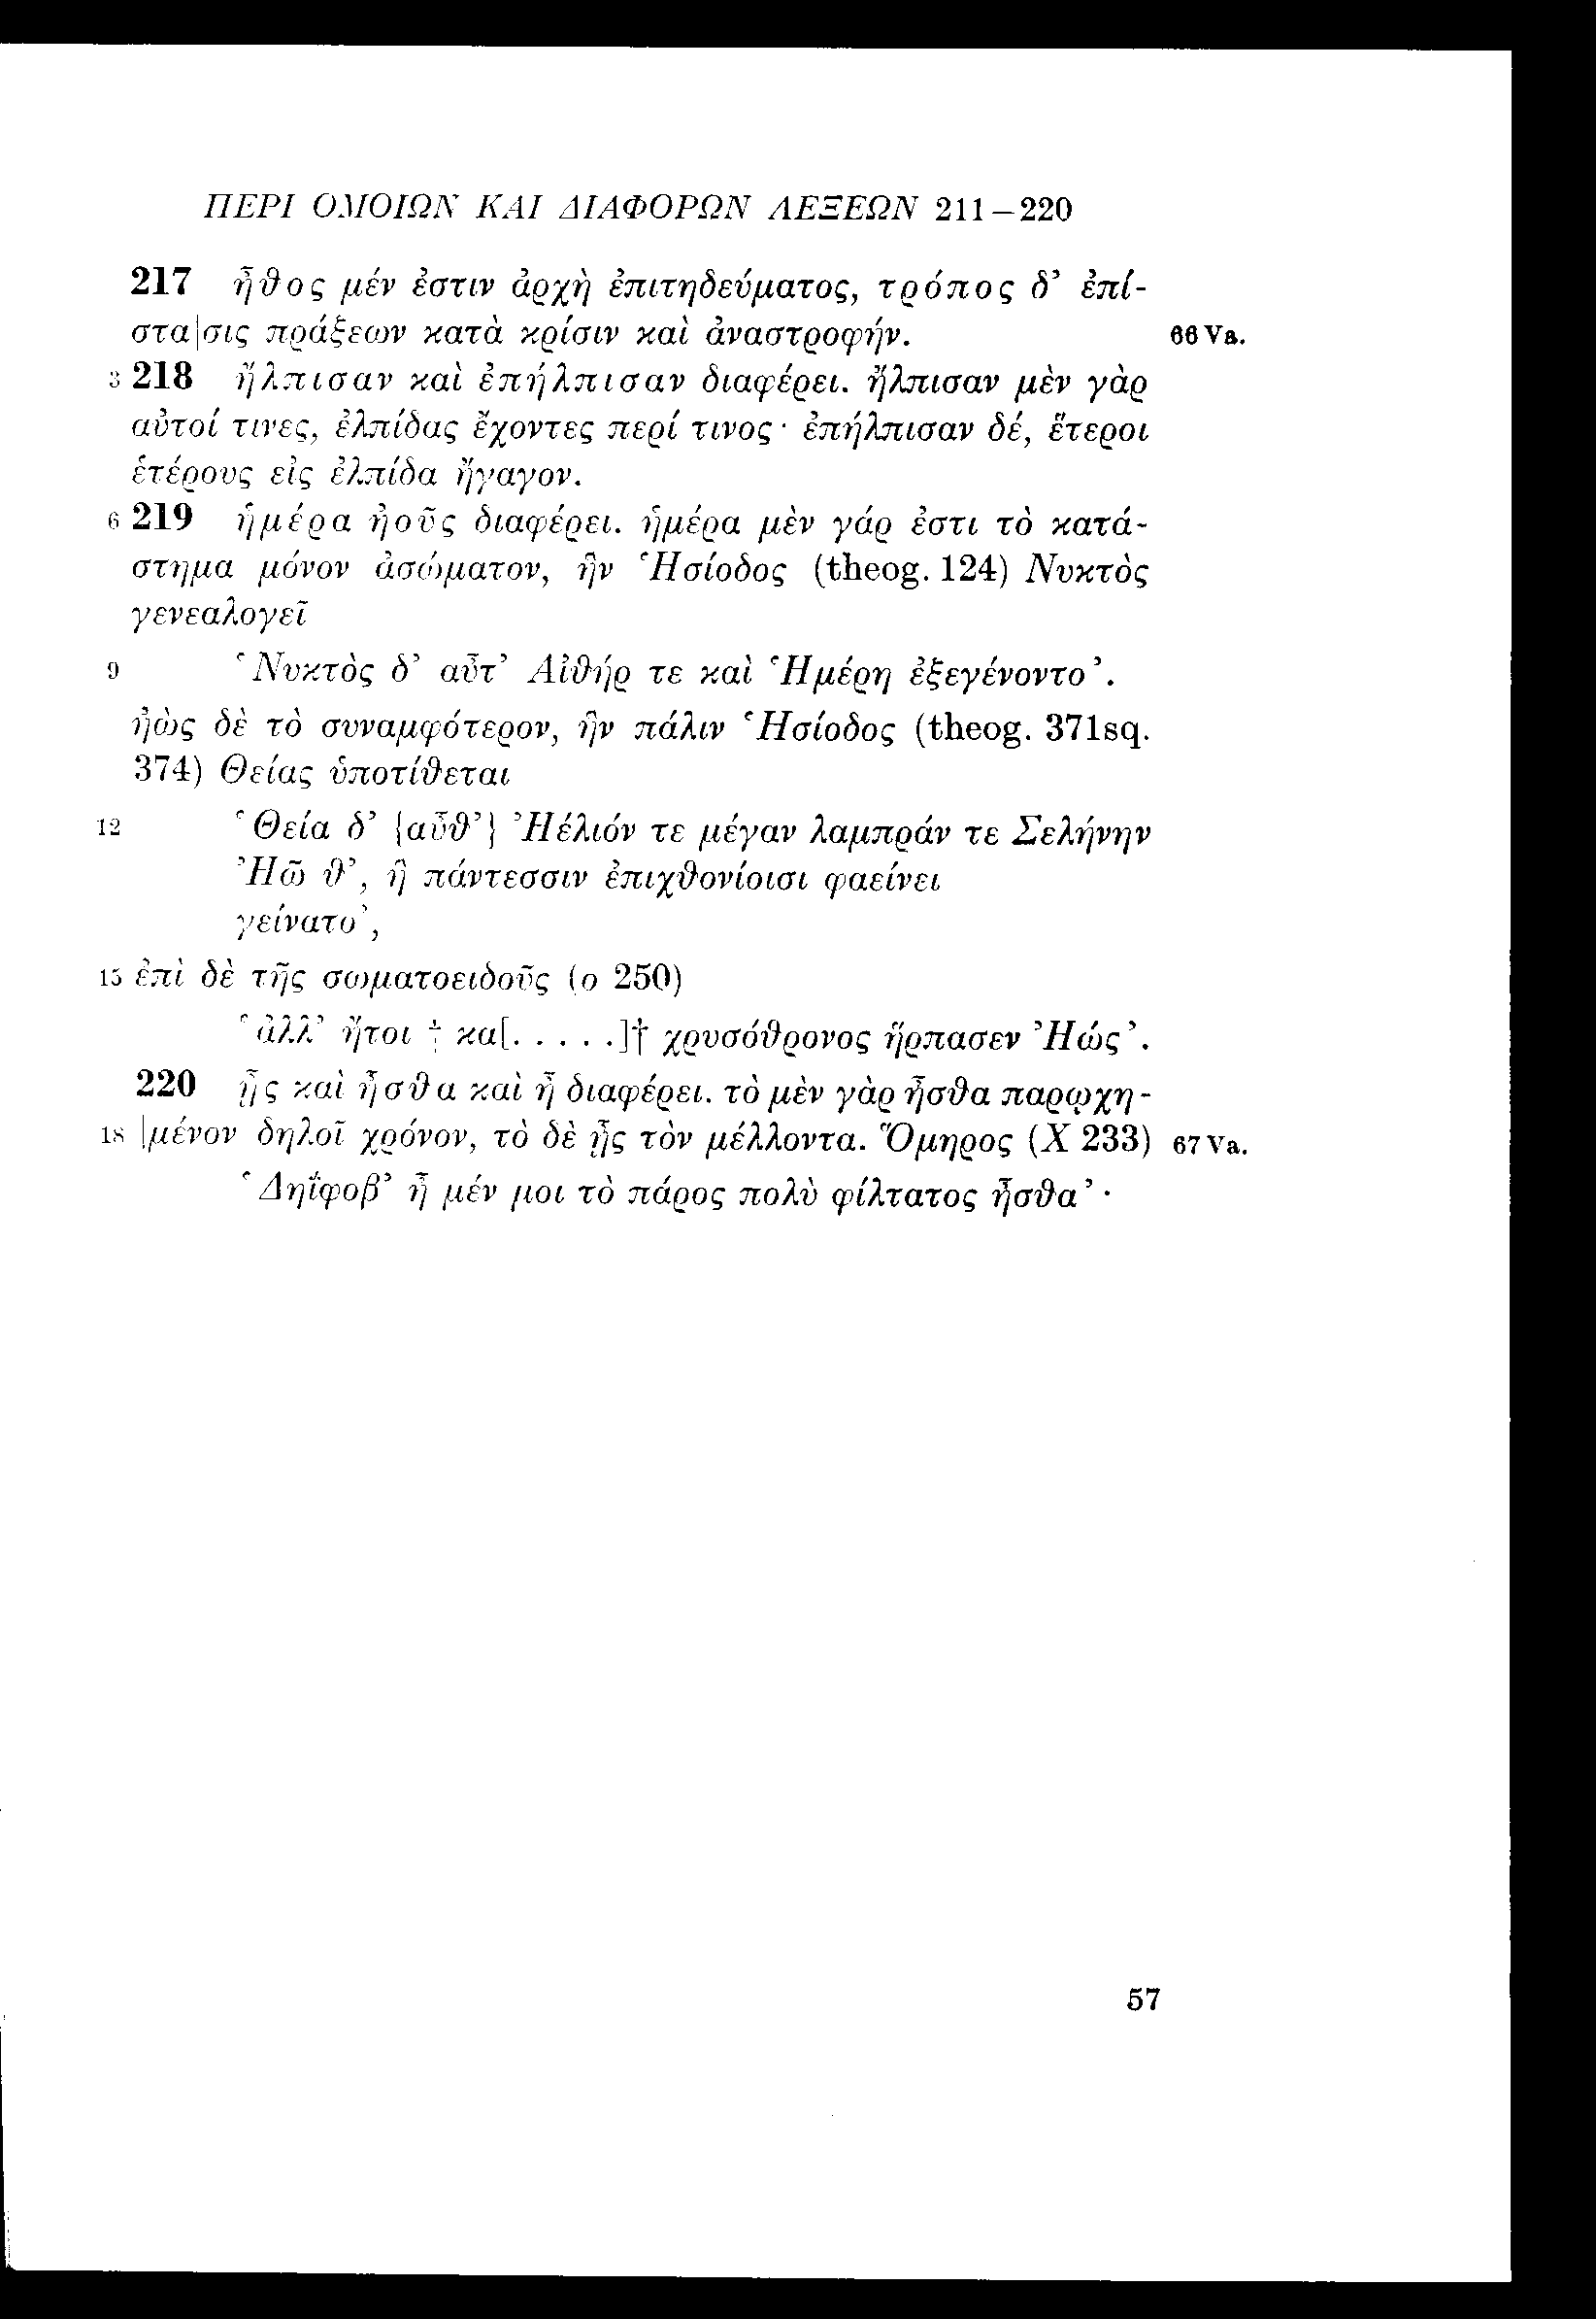 ΠΕΡΙ ΟΜΟΙΩΝ ΚΑΙ ΔΙΑΦΟΡΩΝ ΛΕΞΕΩΝ 211–220
217 ἦθος μέν ἐστιν ἀρχὴ ἐπιτηδεύματος, τρόπος δ’ ἐπί-
στα|σις πράξεων κατὰ κρίσιν καὶ ἀναστροφήν. 66 Va.
3 218 ἤλπισαν καὶ ἐπήλπισαν διαφέρει. ἤλπισαν μὲν γὰρ
αὐτοί τινες, ἐλπίδας ἔχοντες περί τινος· ἐπήλπισαν δέ, ἕτεροι
ἑτέρους εἰς ἐλπίδα ἤγαγον.
6 219 ἡμέρα ἠοῦς διαφέρει. ἡμέρα μὲν γάρ ἐστι τὸ κατά-
στημα μόνον ἀσώματον, ἣν Ἡσίοδος (theog. 124) Νυκτὸς
γενεαλογεῖ
9 ‘Νυκτὸς δ’ αὖτ’ Αἰθήρ τε καὶ Ἡμέρη ἐξεγένοντο’.
ἠὼς δὲ τὸ συναμφότερον, ἣν πάλιν Ἡσίοδος (theog. 371sq.
374) Θείας ὑποτίθεται
12 ‘Θεία δ’ {αὖθ’} Ἠέλιόν τε μέγαν λαμπράν τε Σελήνην
Ἠῶ θ’, ἣ πάντεσσιν ἐπιχθονίοισι φαείνει
γείνατο’,
15 ἐπὶ δὲ τῆς σωματοειδοῦς (ο 250)
‘ἀλλ’ ἤτοι † κα[. . . . .]† χρυσόθρονος ἥρπασεν Ἠώς’.
220 ᾖς καὶ ἦσθα καὶ ἦ διαφέρει. τὸ μὲν γὰρ ἦσθα παρῳχη-
18 |μένον δηλοῖ χρόνον, τὸ δὲ ᾖς τὸν μέλλοντα. Ὅμηρος (Χ 233) 67 Va.
‘Δηΐφοβ’ ἦ μέν μοι τὸ πάρος πολὺ φίλτατος ἦσθα’·
57